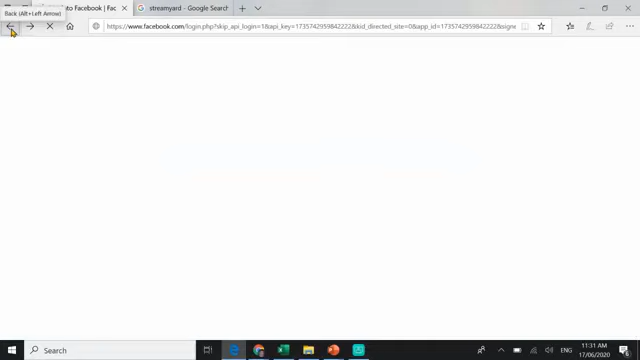 to Facebook | Fac
streamyard - Google Search
Back (Alt+Left Arrow)
https://www.facebook.com/login.php?skip_api_login=1&api_key=1735742959842222&kid_directed_site=0&app_id=1735742959842222&signe
Search
ENG
11:31 AM
17/06/2020